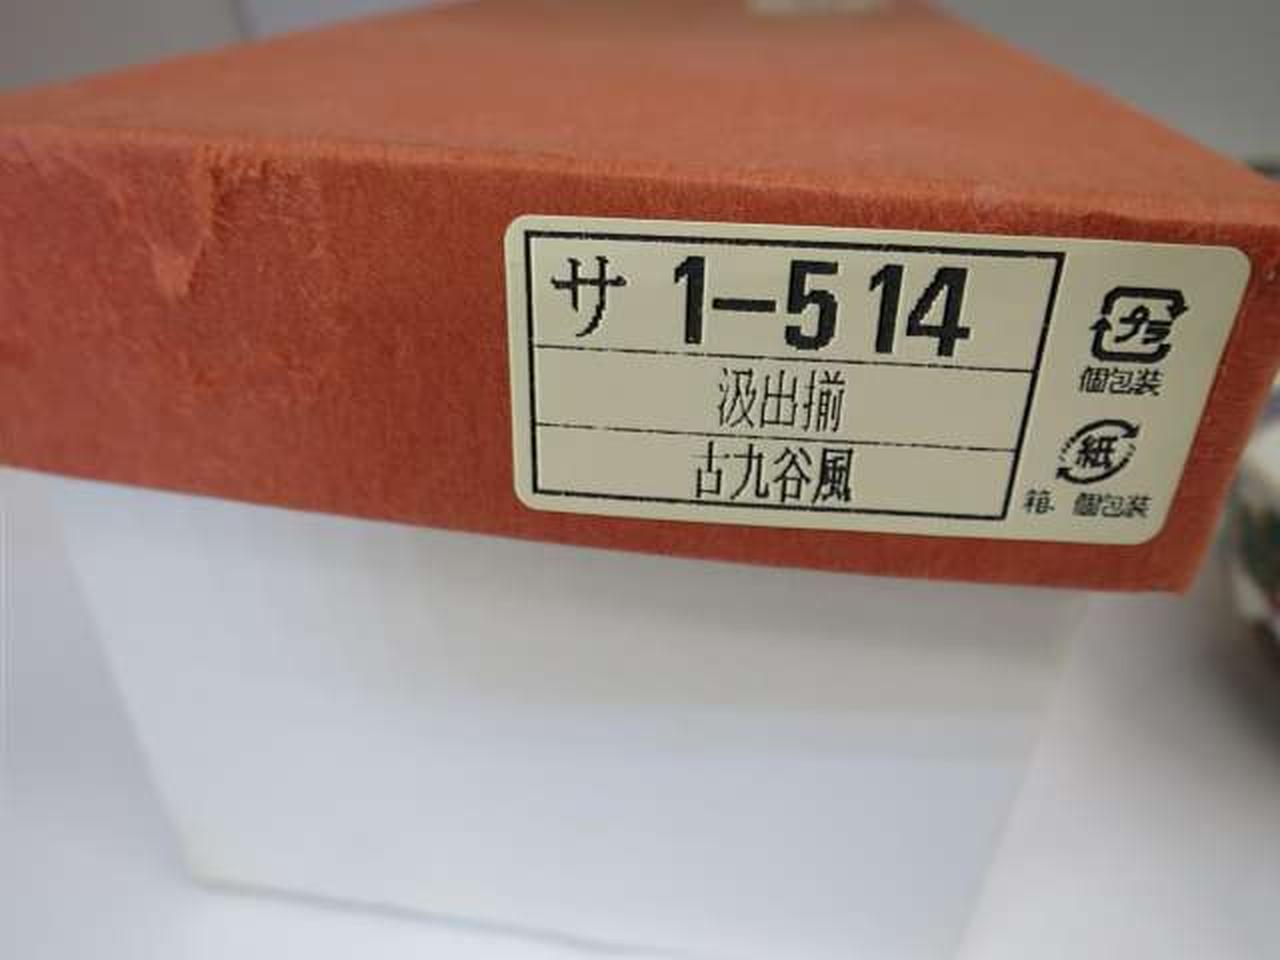 サ 1-514
汲出揃
古九谷風
プラ
個包装
紙
箱、個包装